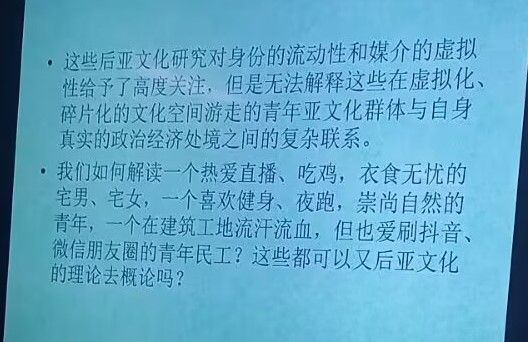 • 这些后亚文化研究对身份的流动性和媒介的虚拟
性给予了高度关注，但是无法解释这些在虚拟化、
碎片化的文化空间游走的青年亚文化群体与自身
真实的政治经济处境之间的复杂联系。
• 我们如何解读一个热爱直播、吃鸡，衣食无忧的
宅男、宅女，一个喜欢健身、夜跑，崇尚自然的
青年，一个在建筑工地流汗流血，但也爱刷抖音、
微信朋友圈的青年民工？这些都可以又后亚文化
的理论去概论吗？